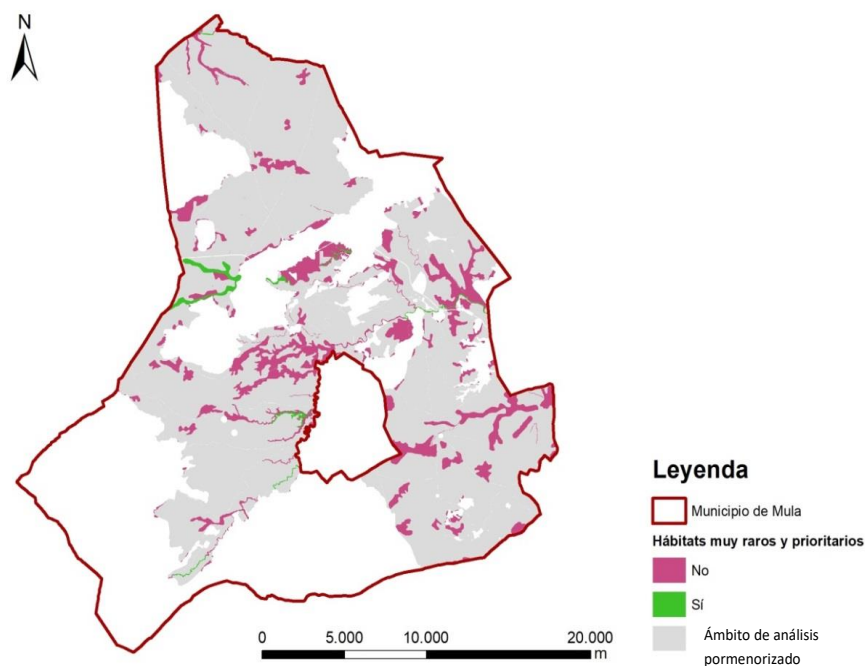 N
Leyenda
Municipio de Mula
Hábitats muy raros y prioritarios
No
Sí
Ámbito de análisis
pormenorizado
0 5.000 10.000 20.000
m